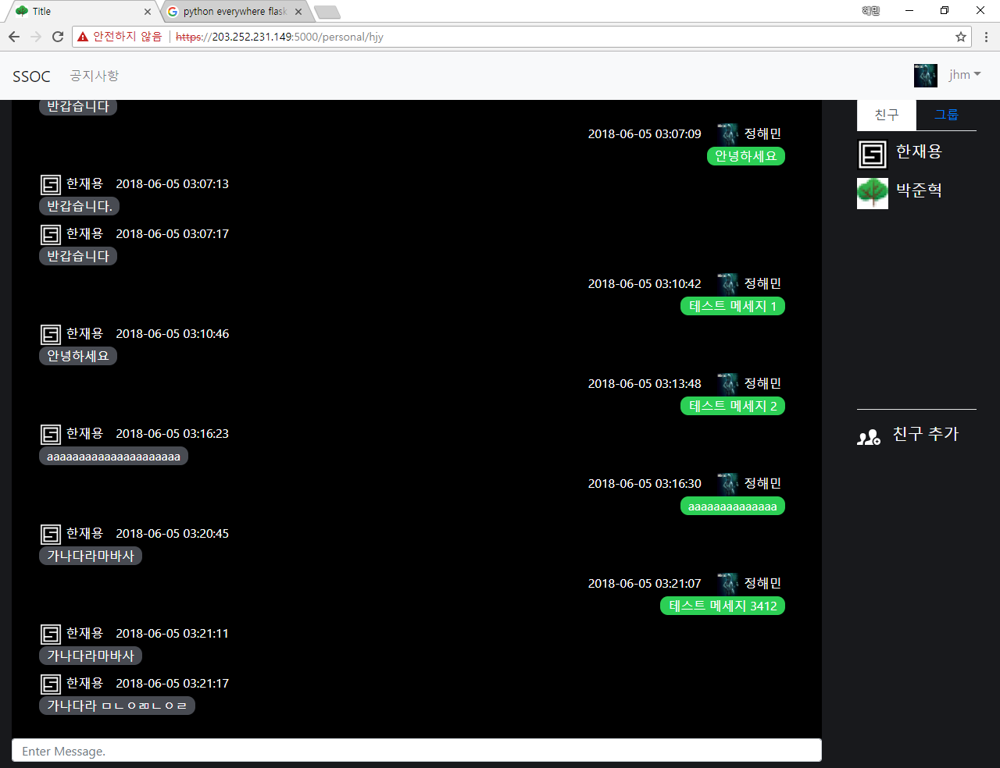 Title
python everywhere flask
혜민
안전하지 않음 https://203.252.231.149:5000/personal/hjy
SSOC 공지사항 jhm
반갑습니다
2018-06-05 03:07:09 정해민
안녕하세요
한재용 2018-06-05 03:07:13
반갑습니다.
한재용 2018-06-05 03:07:17
반갑습니다
2018-06-05 03:10:42 정해민
테스트 메세지 1
한재용 2018-06-05 03:10:46
안녕하세요
2018-06-05 03:13:48 정해민
테스트 메세지 2
한재용 2018-06-05 03:16:23
aaaaaaaaaaaaaaaaaaaaa
2018-06-05 03:16:30 정해민
aaaaaaaaaaaaaa
한재용 2018-06-05 03:20:45
가나다라마바사
2018-06-05 03:21:07 정해민
테스트 메세지 3412
한재용 2018-06-05 03:21:11
가나다라마바사
한재용 2018-06-05 03:21:17
가나다라
Enter Message.
친구 그룹
한재용
박준혁
친구 추가